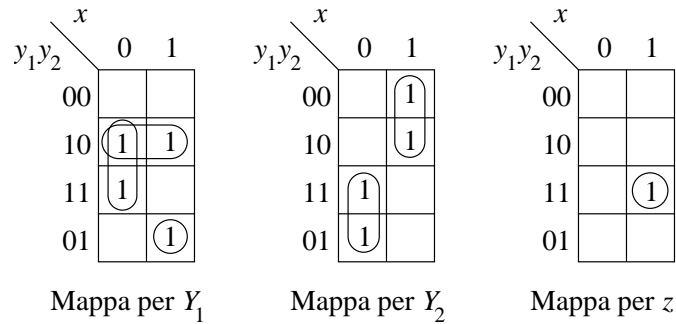 x
y1y2 0 1
00
10 1 1
11 1
01 1
Mappa per Y1
x
y1y2 0 1
00 1
10 1
11 1
01 1
Mappa per Y2
x
y1y2 0 1
00
10
11 1
01
Mappa per z